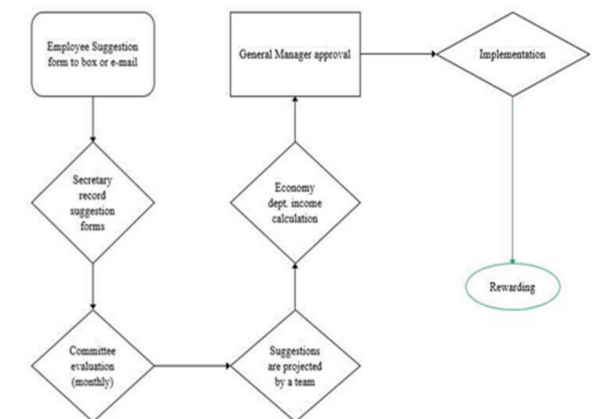 Employee Suggestion
form to box or e-mail
Secretary
record
suggestion
forms
Committee
evaluation
(monthly)
Suggestions
are projected
by a team
Economy
dept. income
calculation
General Manager approval
Implementation
Rewarding